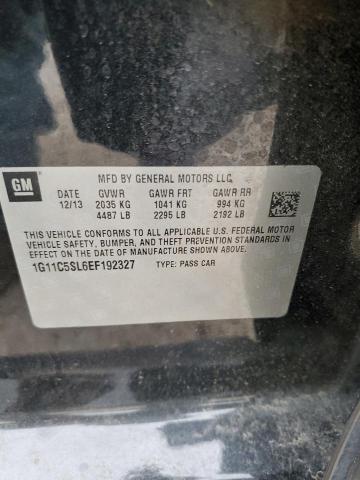 GM
MFD BY GENERAL MOTORS LLC
DATE GVWR GAWR FRT GAWR RR
12/13 2035 KG 1041 KG 994 KG
4487 LB 2295 LB 2192 LB
THIS VEHICLE CONFORMS TO ALL APPLICABLE U.S. FEDERAL MOTOR
VEHICLE SAFETY, BUMPER, AND THEFT PREVENTION STANDARDS IN
EFFECT ON THE DATE OF MANUFACTURE SHOWN ABOVE.
1G11C5SL6EF192327 TYPE: PASS CAR